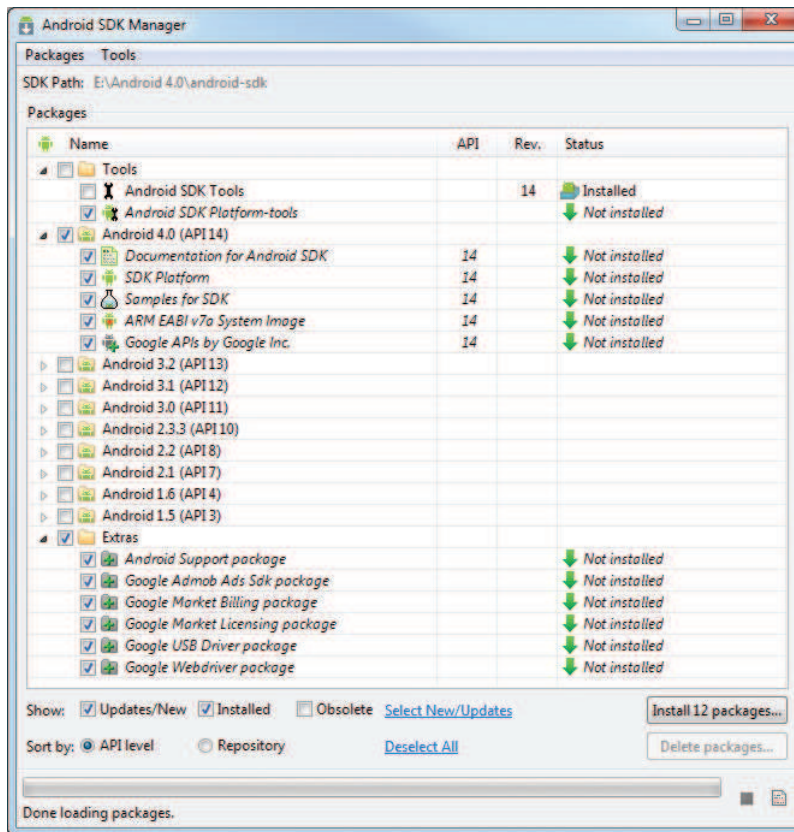 Android SDK Manager
Packages Tools
SDK Path: E:\Android 4.0\android-sdk
Packages
Name API Rev. Status
Tools
Android SDK Tools 14 Installed
Android SDK Platform-tools Not installed
Android 4.0 (API 14)
Documentation for Android SDK 14 Not installed
SDK Platform 14 Not installed
Samples for SDK 14 Not installed
ARM EABI v7a System Image 14 Not installed
Google APIs by Google Inc. 14 Not installed
Android 3.2 (API 13)
Android 3.1 (API 12)
Android 3.0 (API 11)
Android 2.3.3 (API 10)
Android 2.2 (API 8)
Android 2.1 (API 7)
Android 1.6 (API 4)
Android 1.5 (API 3)
Extras
Android Support package Not installed
Google Admob Ads Sdk package Not installed
Google Market Billing package Not installed
Google Market Licensing package Not installed
Google USB Driver package Not installed
Google Webdriver package Not installed
Show: Updates/New Installed Obsolete Select New/Updates Install 12 packages...
Sort by: API level Repository Deselect All Delete packages...
Done loading packages.